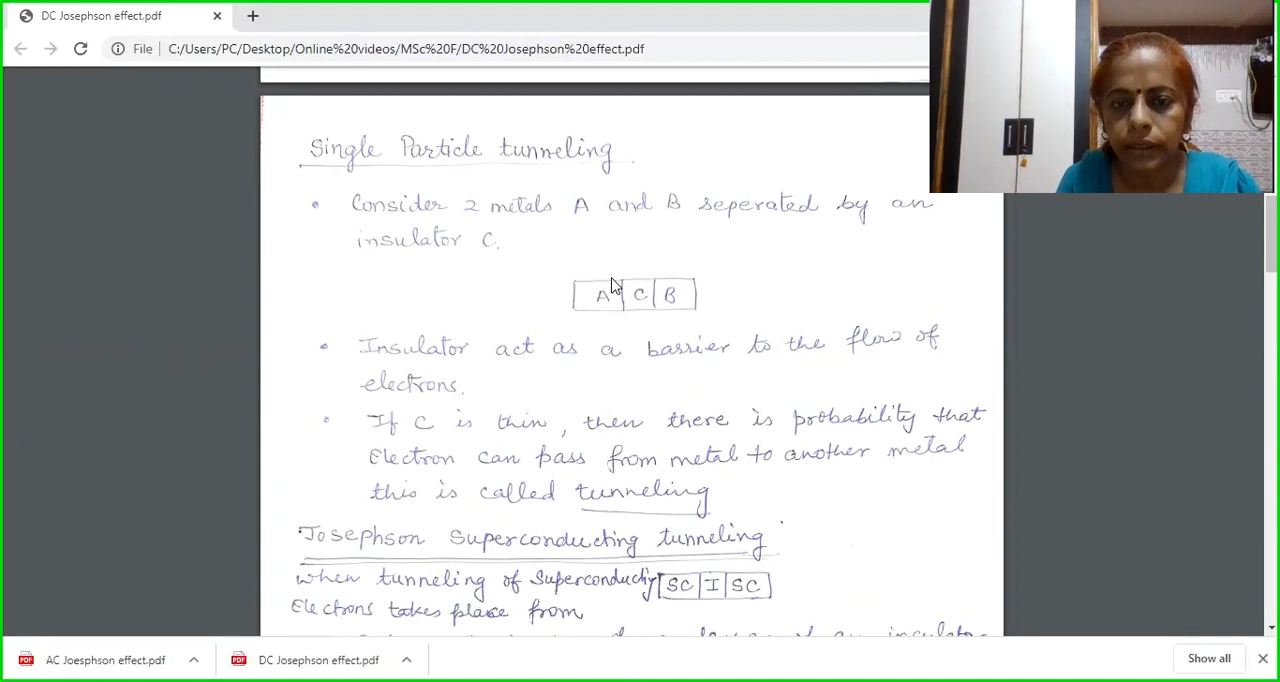 DC Josephson effect.pdf
File C:/Users/PC/Desktop/Online%20videos/MSc%20F/DC%20Josephson%20effect.pdf
Single Particle tunneling
Consider 2 metals A and B seperated by an
insulator C.
A C B
Insulator act as a barrier to the flow of
electrons.
If C is thin, then there is probability that
Electron can pass from metal to another metal
this is called tunneling
Josephson Superconducting tunneling
when tunneling of Superconducting SC I SC
Electrons takes place from
layer of an insulator
AC Joesphson effect.pdf DC Josephson effect.pdf Show all